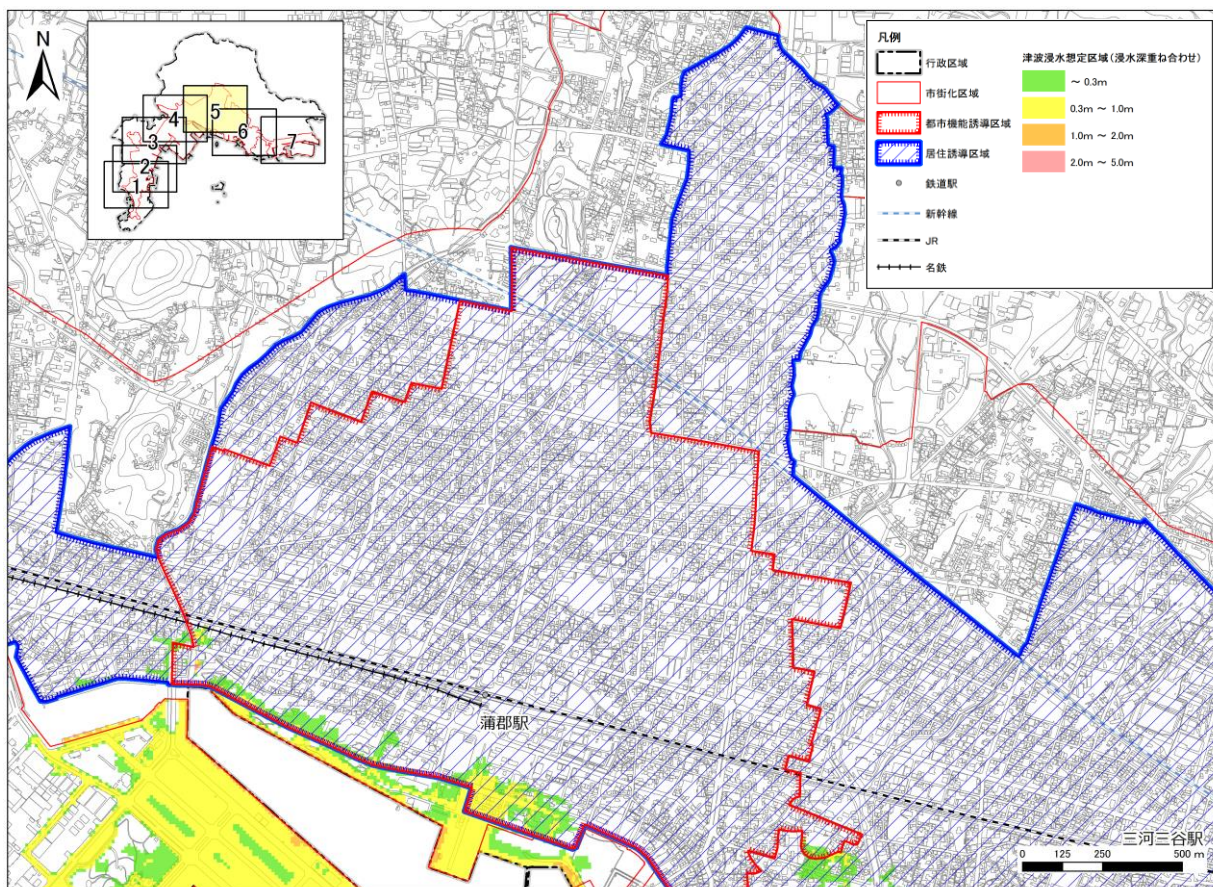 N
1
2
3
4
5
6
7
凡例
行政区域
市街化区域
都市機能誘導区域
居住誘導区域
鉄道駅
新幹線
JR
名鉄
津波浸水想定区域(浸水深重ね合わせ)
~ 0.3m
0.3m ~ 1.0m
1.0m ~ 2.0m
2.0m ~ 5.0m
蒲郡駅
三河三谷駅
0 125 250 500 m